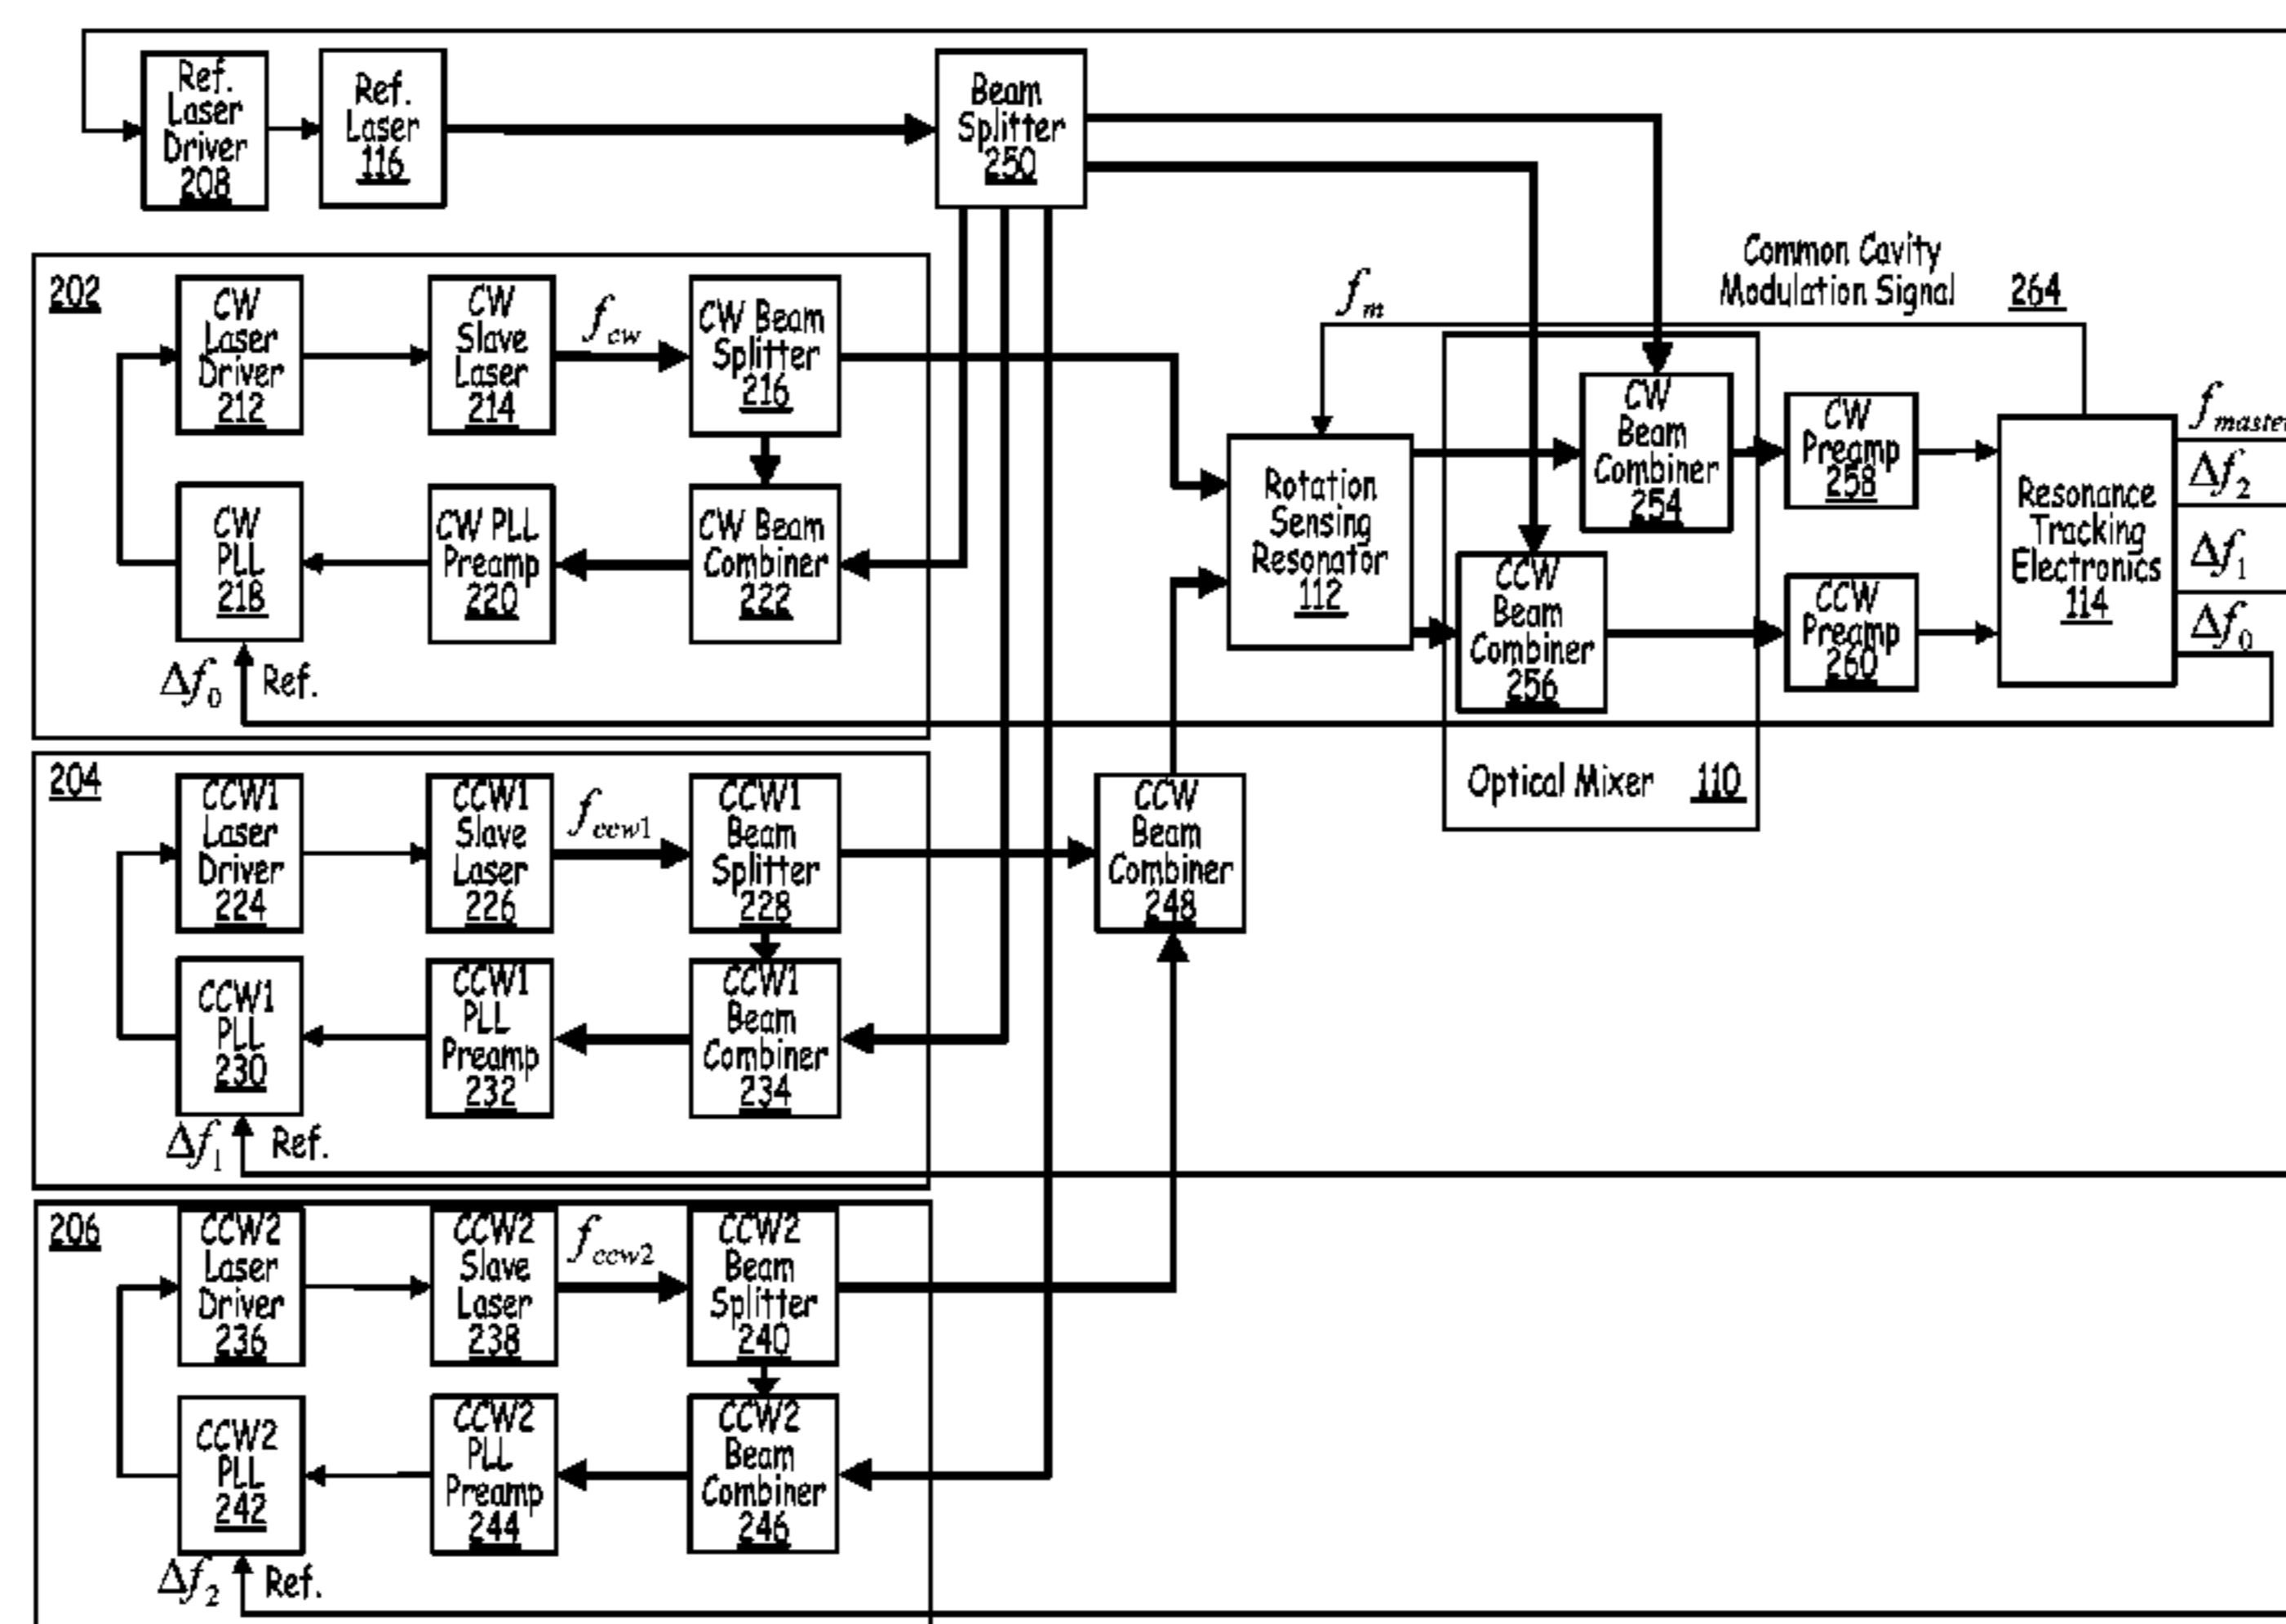 Ref.
Laser
Driver
208
Ref.
Laser
116
Beam
Splitter
250
202
CW
Laser
Driver
212
CW
Slave
Laser
214
f_cw
CW Beam
Splitter
216
CW
PLL
218
CW PLL
Preamp
220
CW Beam
Combiner
222
Δf_0
Ref.
f_m
Common Cavity
Modulation Signal
264
Rotation
Sensing
Resonator
112
CW
Beam
Combiner
254
CCW
Beam
Combiner
256
Optical Mixer 110
CW
Preamp
258
CCW
Preamp
260
Resonance
Tracking
Electronics
114
f_master
Δf_2
Δf_1
Δf_0
204
CCW1
Laser
Driver
224
CCW1
Slave
Laser
226
f_ccw1
CCW1
Beam
Splitter
228
CCW
Beam
Combiner
248
CCW1
PLL
230
CCW1
PLL
Preamp
232
CCW1
Beam
Combiner
234
Δf_1
Ref.
206
CCW2
Laser
Driver
236
CCW2
Slave
Laser
238
f_ccw2
CCW2
Beam
Splitter
240
CCW2
PLL
242
CCW2
PLL
Preamp
244
CCW2
Beam
Combiner
246
Δf_2
Ref.